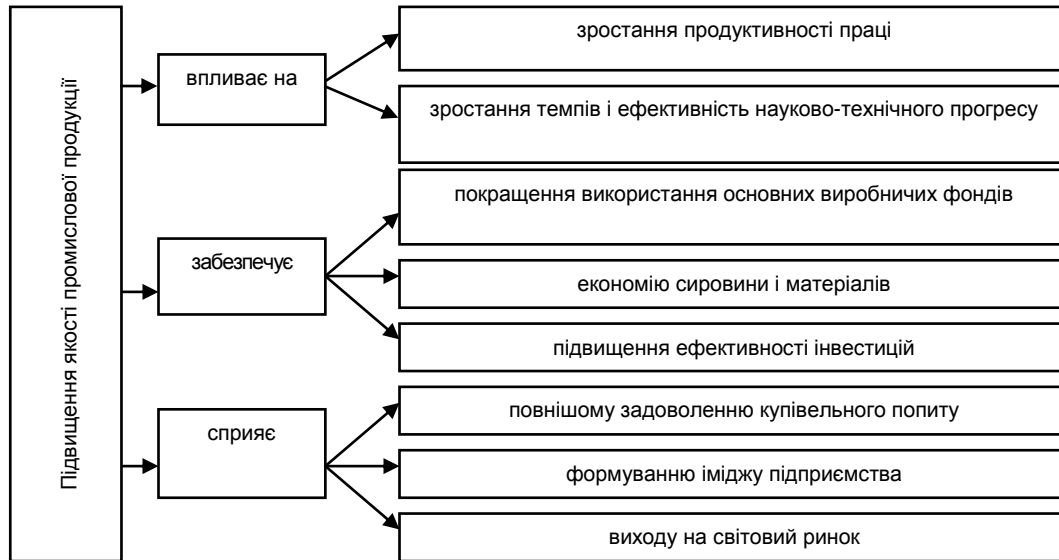 Підвищення якості промислової продукції
впливає на
зростання продуктивності праці
зростання темпів і ефективність науково-технічного прогресу
забезпечує
покращення використання основних виробничих фондів
економію сировини і матеріалів
підвищення ефективності інвестицій
сприяє
повнішому задоволенню купівельного попиту
формуванню іміджу підприємства
виходу на світовий ринок